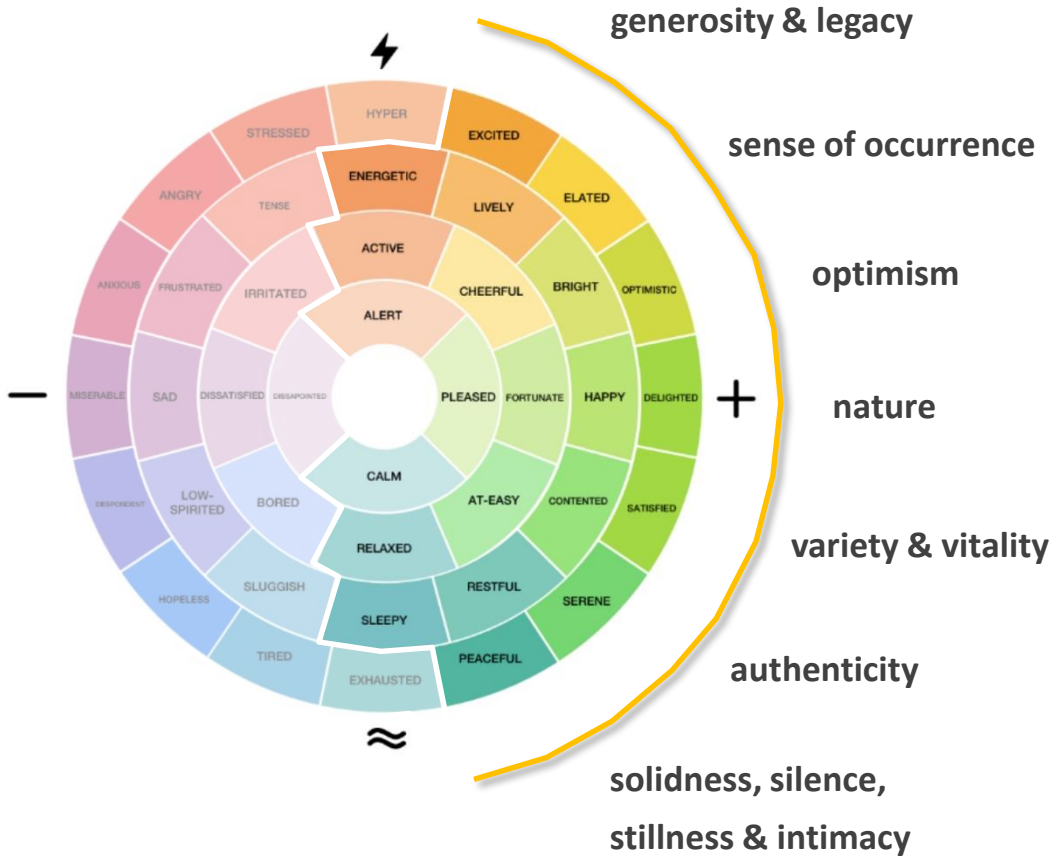 generosity & legacy
HYPER
STRESSED
EXCITED
sense of occurrence
ENERGETIC
ANGRY
ELATED
TENSE
LIVELY
ACTIVE
optimism
ANXIOUS
FRUSTRATED
IRRITATED
CHEERFUL
BRIGHT
OPTIMISTIC
ALERT
MISERABLE
SAD
DISSATISFIED
DISSAPOINTED
PLEASED
FORTUNATE
HAPPY
DELIGHTED
nature
CALM
DESPONDENT
LOW-
SPIRITED
BORED
AT-EASY
CONTENTED
SATISFIED
variety & vitality
RELAXED
HOPELESS
SLUGGISH
RESTFUL
SERENE
SLEEPY
TIRED
PEACEFUL
authenticity
EXHAUSTED
solidness, silence,
stillness & intimacy